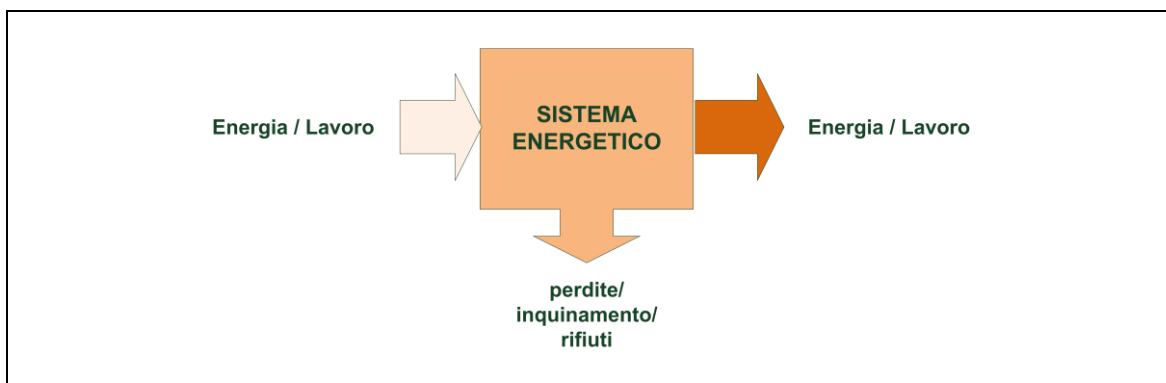 Energia / Lavoro
SISTEMA
ENERGETICO
Energia / Lavoro
perdite/
inquinamento/
rifiuti